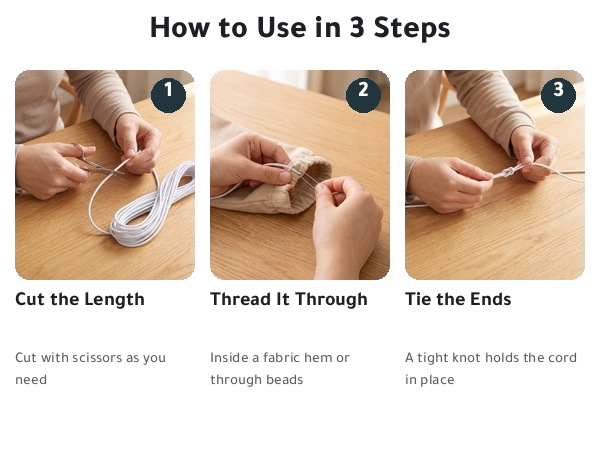 How to Use in 3 Steps
1
2
3
Cut the Length
Thread It Through
Tie the Ends
Cut with scissors as you
need
Inside a fabric hem or
through beads
A tight knot holds the cord
in place